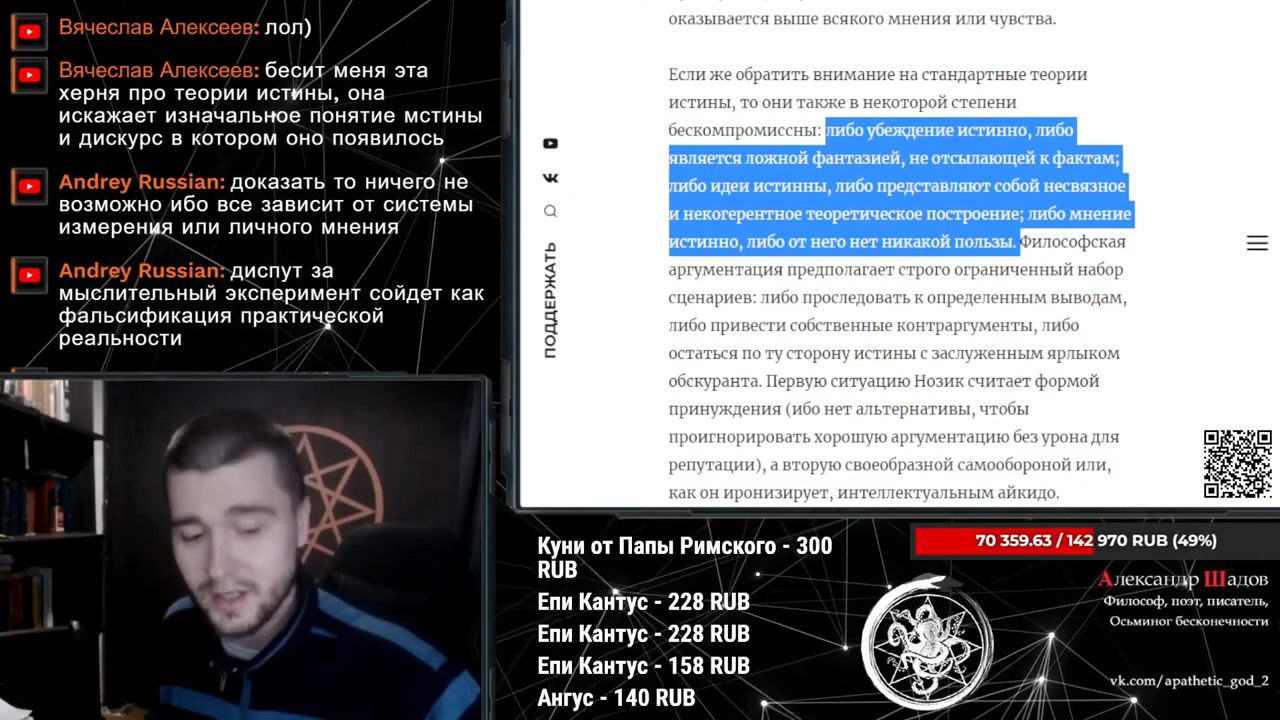 Вячеслав Алексеев: лол)
Вячеслав Алексеев: бесит меня эта
херня про теории истины, она
искажает изначальное понятие мстины
и дискурс в котором оно появилось
Andrey Russian: доказать то ничего не
возможно ибо все зависит от системы
измерения или личного мнения
Andrey Russian: диспут за
мыслительный эксперимент сойдет как
фальсификация практической
реальности
оказывается выше всякого мнения или чувства.
Если же обратить внимание на стандартные теории
истины, то они также в некоторой степени
бескомпромиссны: либо убеждение истинно, либо
является ложной фантазией, не отсылающей к фактам;
либо идеи истинны, либо представляют собой несвязное
и некогерентное теоретическое построение; либо мнение
истинно, либо от него нет никакой пользы. Философская
аргументация предполагает строго ограниченный набор
сценариев: либо проследовать к определенным выводам,
либо привести собственные контраргументы, либо
остаться по ту сторону истины с заслуженным ярлыком
обскуранта. Первую ситуацию Нозик считает формой
принуждения (ибо нет альтернативы, чтобы
проигнорировать хорошую аргументацию без урона для
репутации), а вторую своеобразной самообороной или,
как он иронизирует, интеллектуальным айкидо.
ПОДДЕРЖАТЬ
Куни от Папы Римского - 300
RUB
Епи Кантус - 228 RUB
Епи Кантус - 228 RUB
Епи Кантус - 158 RUB
Ангус - 140 RUB
70 359.63 / 142 970 RUB (49%)
Александр Шадов
Философ, поэт, писатель,
Осьминог бесконечности
vk.com/apathetic_god_2